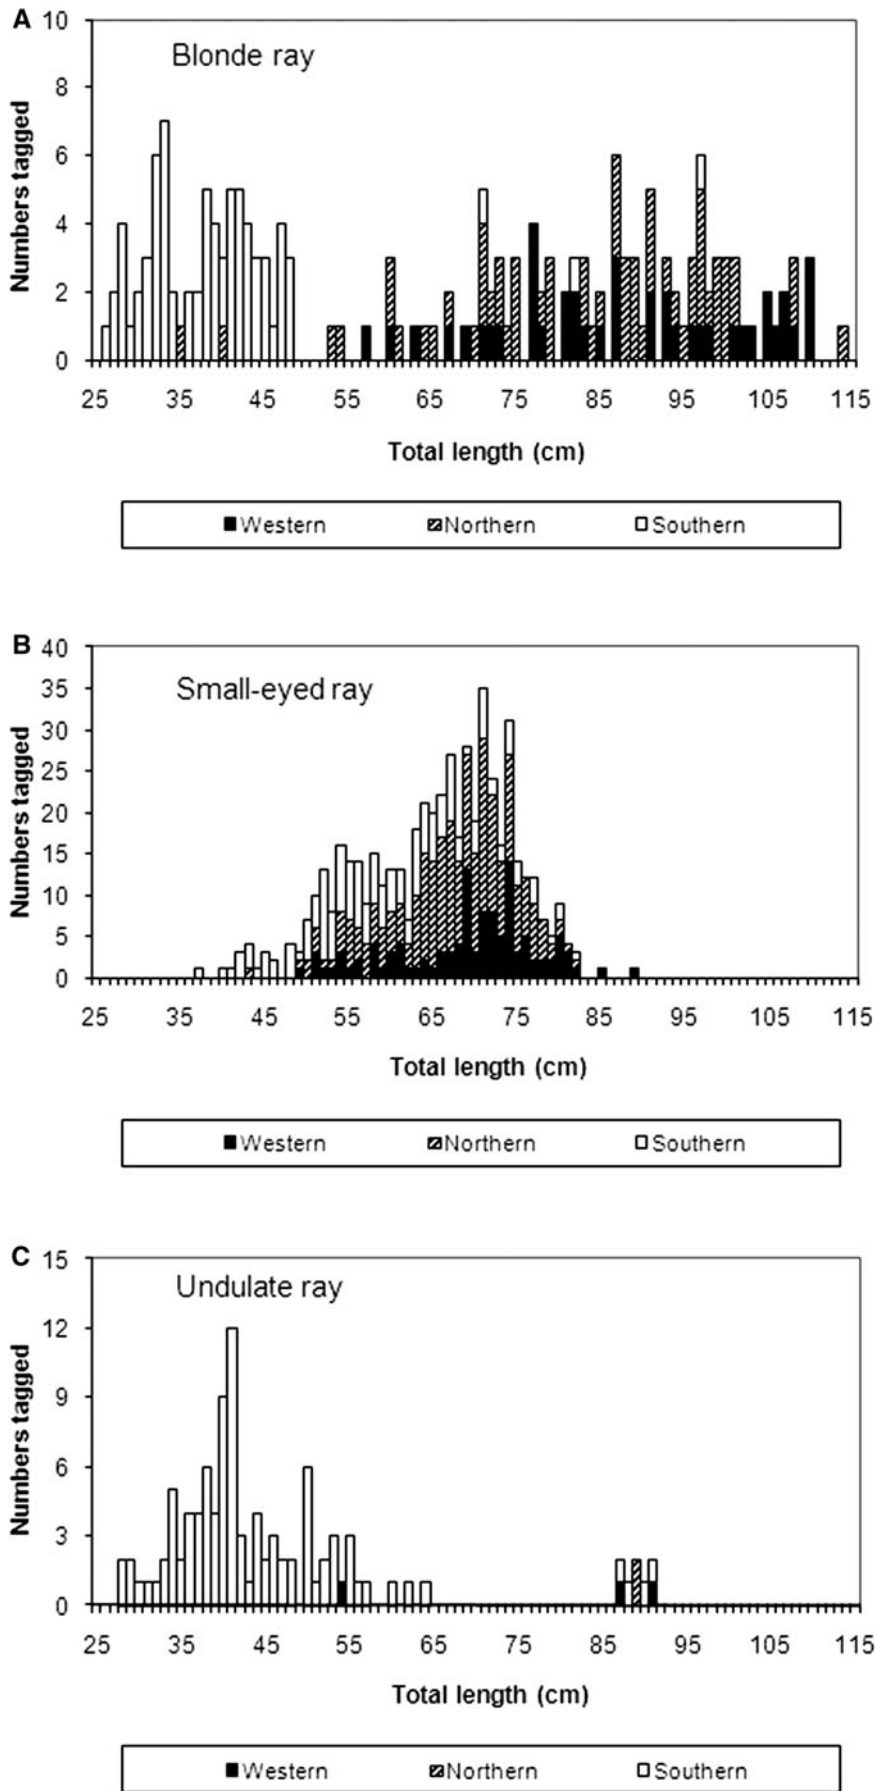 A
Blonde ray
Numbers tagged
10
8
6
4
2
0
25 35 45 55 65 75 85 95 105 115
Total length (cm)
Western Northern Southern
B
Small-eyed ray
Numbers tagged
40
35
30
25
20
15
10
5
0
25 35 45 55 65 75 85 95 105 115
Total length (cm)
Western Northern Southern
C
Undulate ray
Numbers tagged
15
12
9
6
3
0
25 35 45 55 65 75 85 95 105 115
Total length (cm)
Western Northern Southern